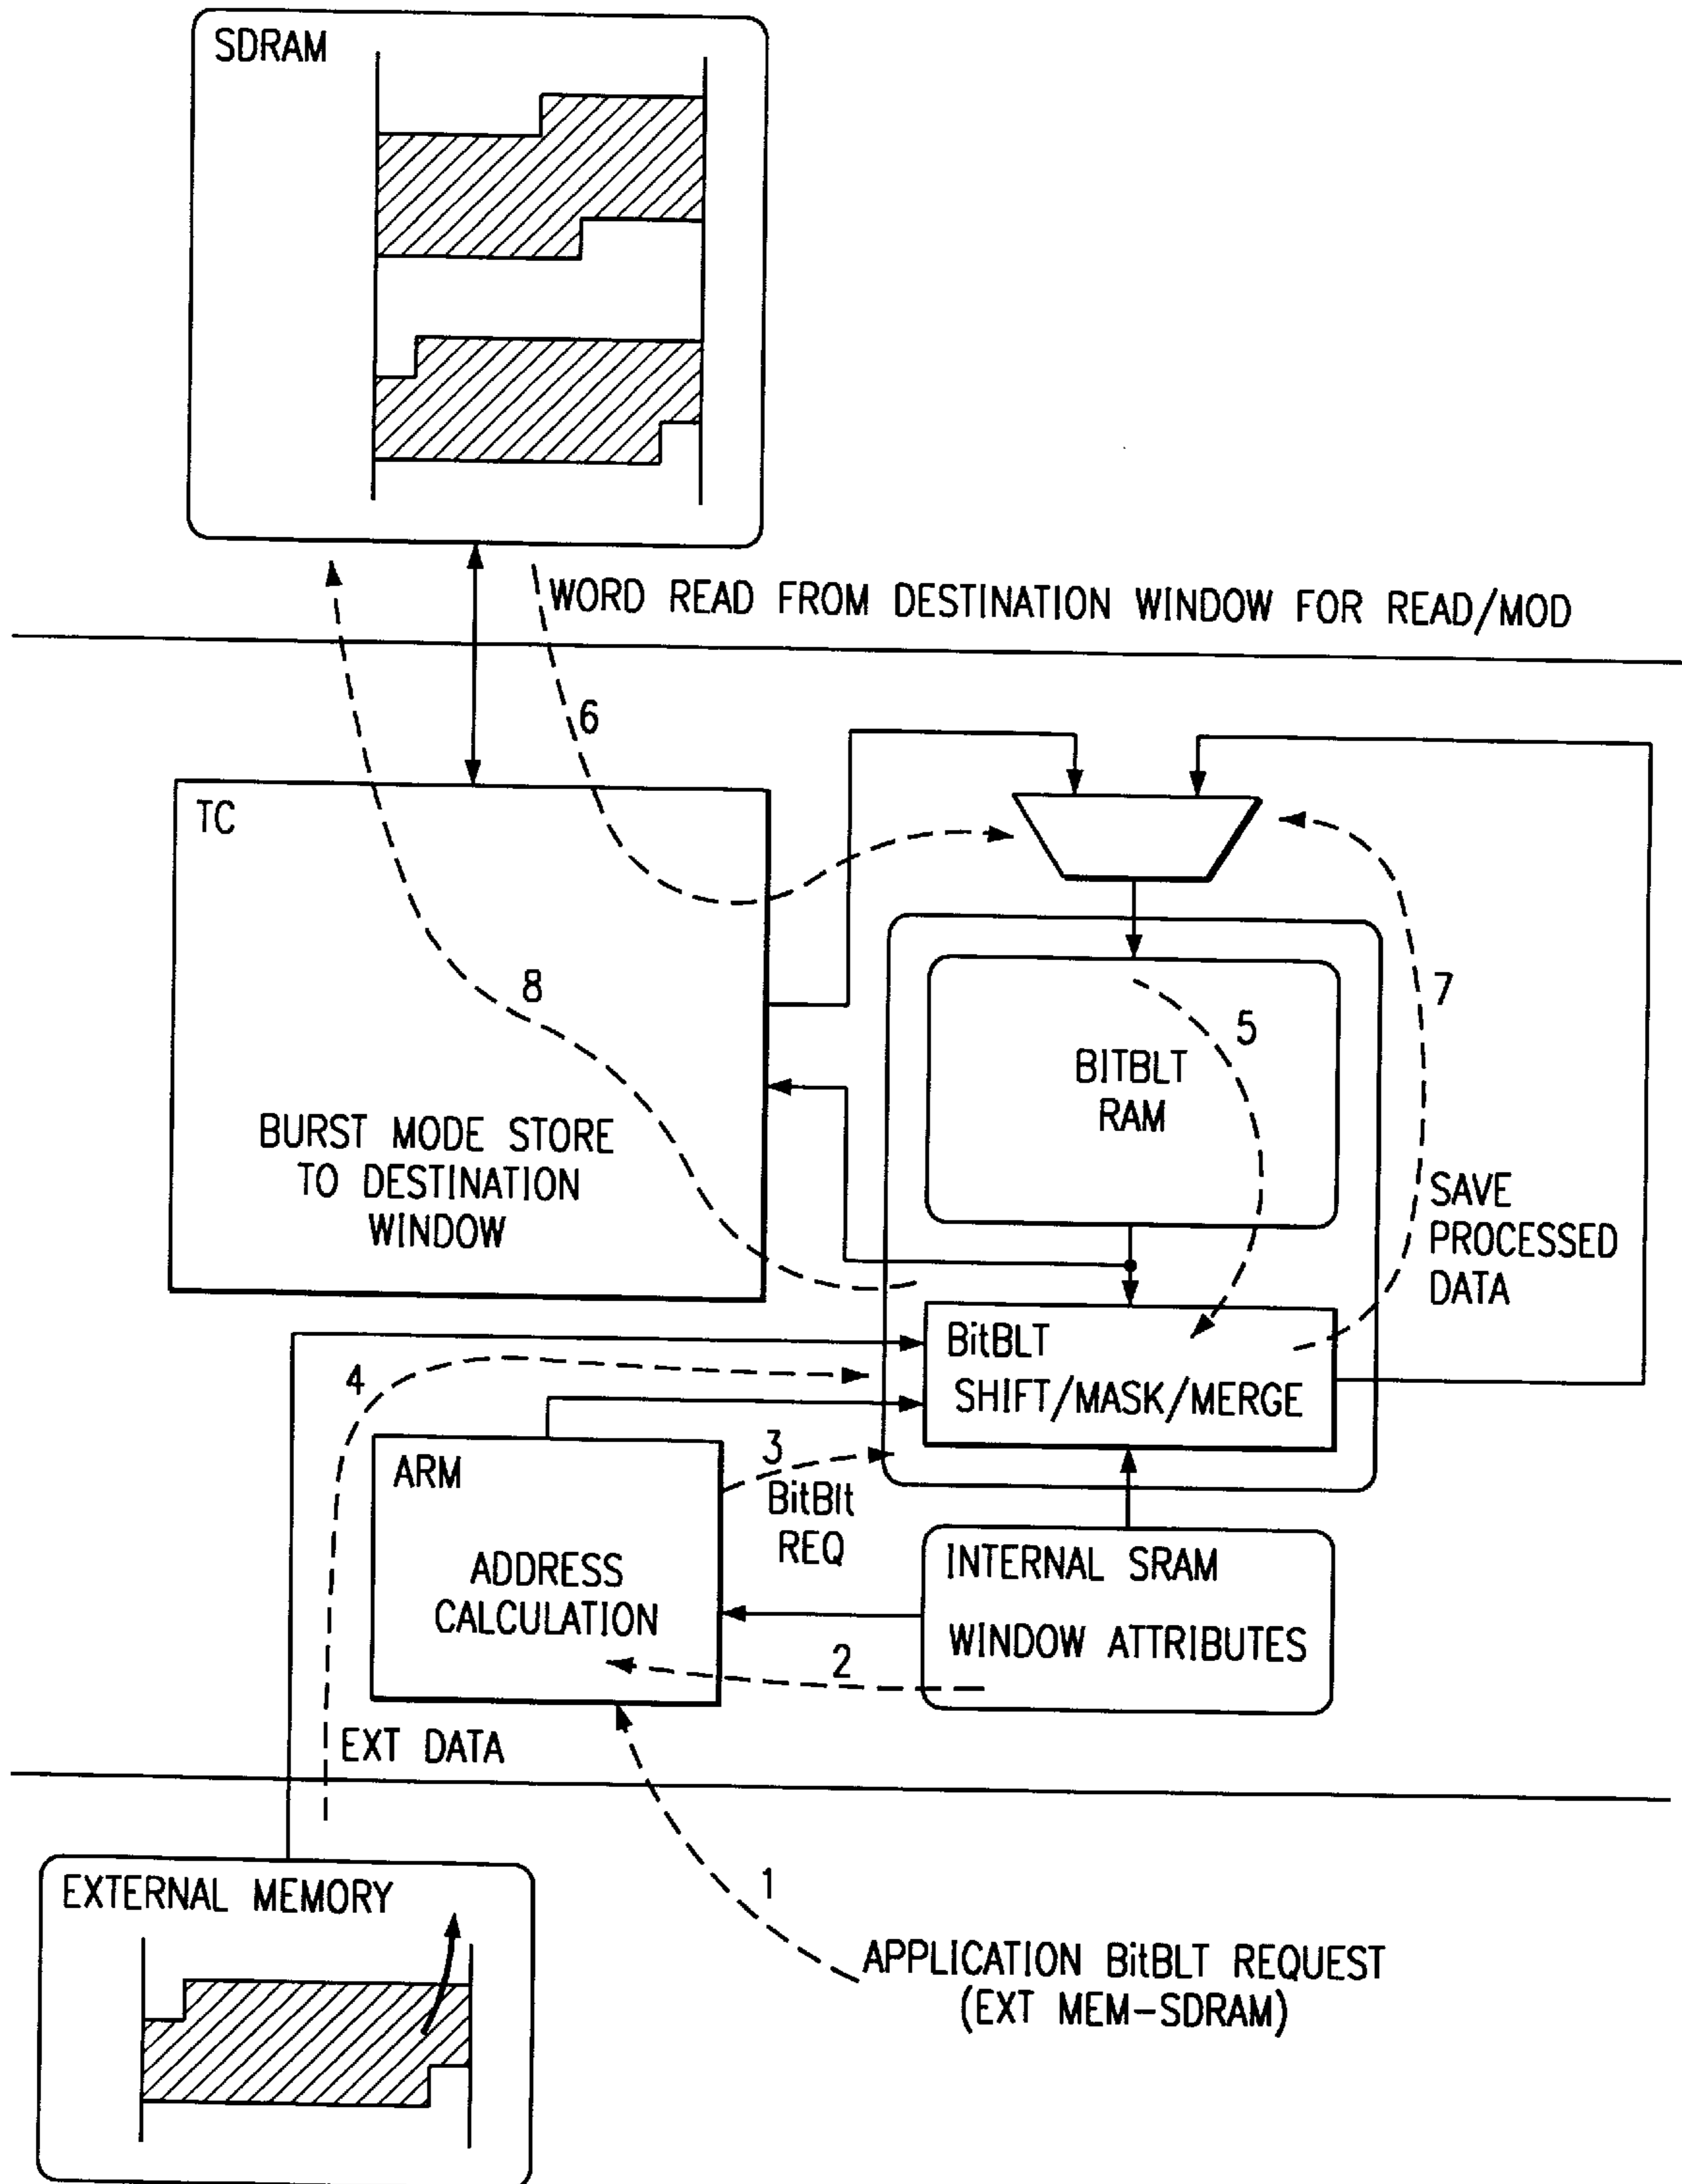 SDRAM
WORD READ FROM DESTINATION WINDOW FOR READ/MOD
6
TC
8
7
5
BITBLT
RAM
BURST MODE STORE
TO DESTINATION
WINDOW
SAVE
PROCESSED
DATA
BitBLT
SHIFT/MASK/MERGE
4
3
BitBlt
REQ
ARM
ADDRESS
CALCULATION
INTERNAL SRAM
WINDOW ATTRIBUTES
2
EXT DATA
1
EXTERNAL MEMORY
APPLICATION BitBLT REQUEST
(EXT MEM-SDRAM)